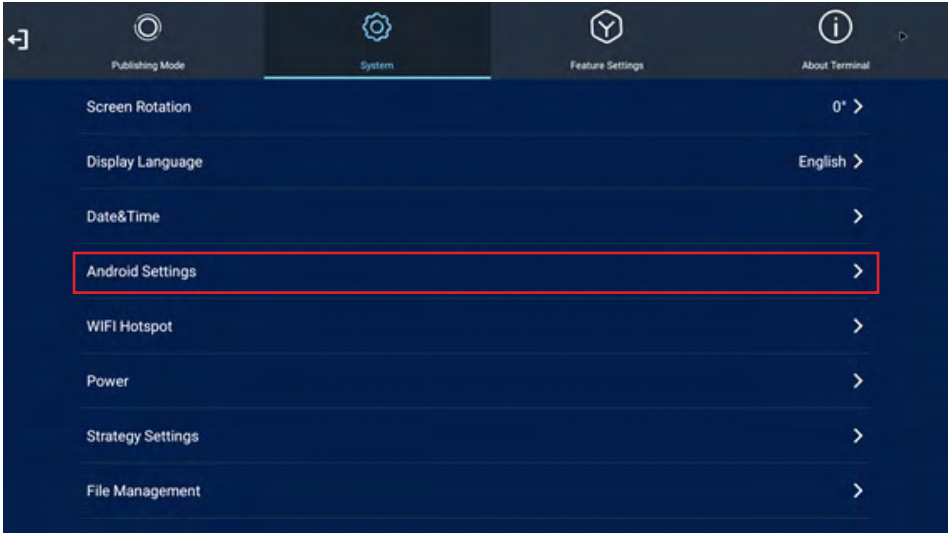 Publishing Mode
System
Feature Settings
About Terminal
Screen Rotation 0°
Display Language English
Date&Time
Android Settings
WIFI Hotspot
Power
Strategy Settings
File Management